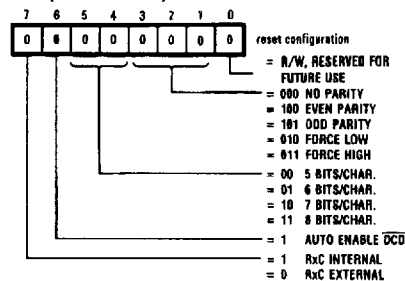 7 6 5 4 3 2 1 0
0 0 0 0 0 0 0 0 reset configuration
= R/W, RESERVED FOR
FUTURE USE
= 000 NO PARITY
= 100 EVEN PARITY
= 101 ODD PARITY
= 010 FORCE LOW
= 011 FORCE HIGH
= 00 5 BITS/CHAR.
= 01 6 BITS/CHAR.
= 10 7 BITS/CHAR.
= 11 8 BITS/CHAR.
= 1 AUTO ENABLE DCD
= 1 RxC INTERNAL
= 0 RxC EXTERNAL